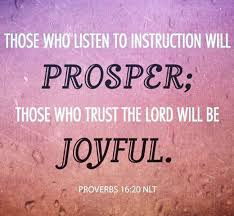 THOSE WHO LISTEN TO INSTRUCTION WILL
PROSPER;
THOSE WHO TRUST THE LORD WILL BE
JOYFUL.
PROVERBS 16:20 NLT